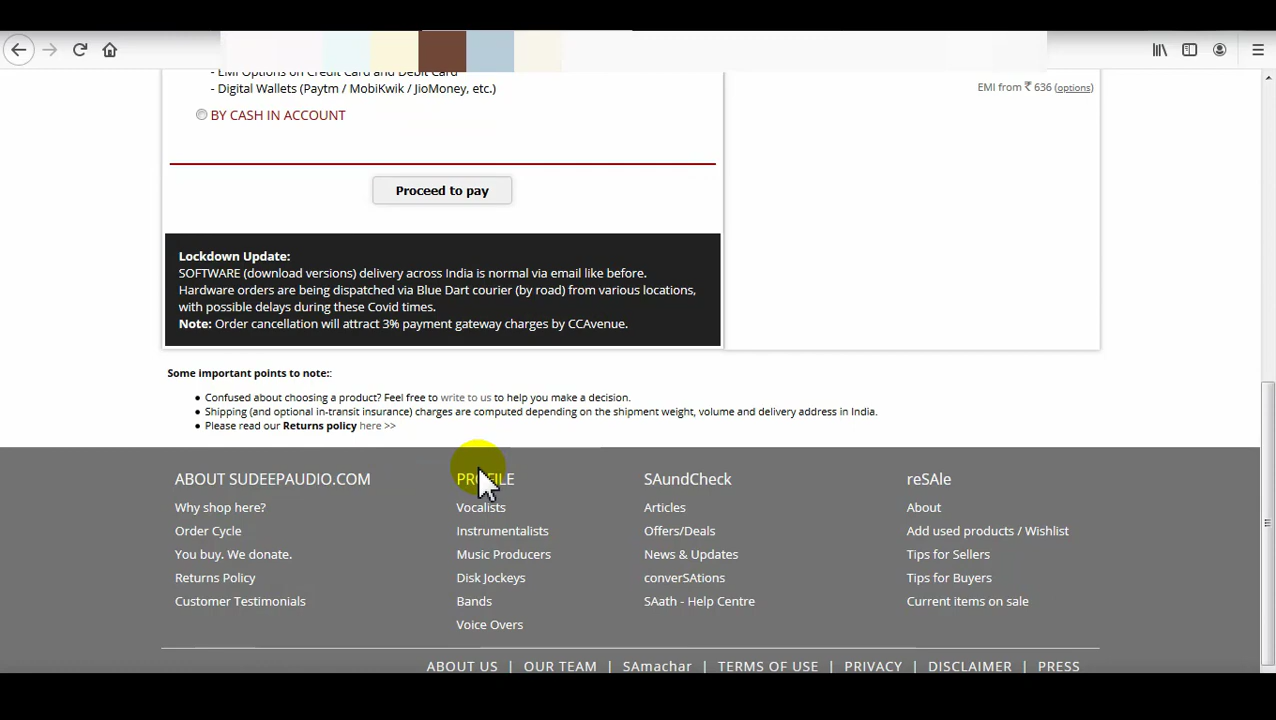 - EMI Options on Credit Card and Debit Card
- Digital Wallets (Paytm / MobiKwik / JioMoney, etc.)
BY CASH IN ACCOUNT
EMI from ₹ 636 (options)
Proceed to pay
Lockdown Update:
SOFTWARE (download versions) delivery across India is normal via email like before.
Hardware orders are being dispatched via Blue Dart courier (by road) from various locations,
with possible delays during these Covid times.
Note: Order cancellation will attract 3% payment gateway charges by CCAvenue.
Some important points to note::
Confused about choosing a product? Feel free to write to us to help you make a decision.
Shipping (and optional in-transit insurance) charges are computed depending on the shipment weight, volume and delivery address in India.
Please read our Returns policy here >>
ABOUT SUDEEPAUDIO.COM
Why shop here?
Order Cycle
You buy. We donate.
Returns Policy
Customer Testimonials
PROFILE
Vocalists
Instrumentalists
Music Producers
Disk Jockeys
Bands
Voice Overs
SAundCheck
Articles
Offers/Deals
News & Updates
converSAtions
SAath - Help Centre
reSAle
About
Add used products / Wishlist
Tips for Sellers
Tips for Buyers
Current items on sale
ABOUT US | OUR TEAM | SAmachar | TERMS OF USE | PRIVACY | DISCLAIMER | PRESS